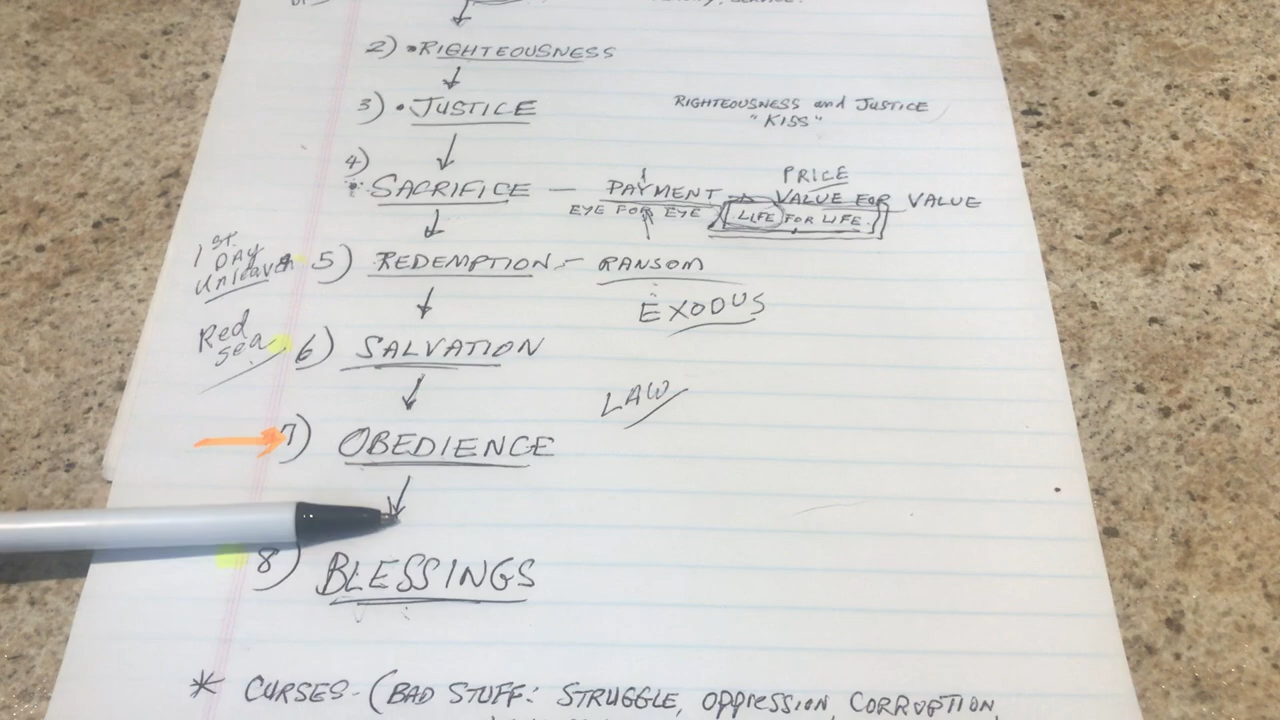 2) • RIGHTEOUSNESS
3) • JUSTICE
RIGHTEOUSNESS and JUSTICE
"KISS"
4)
SACRIFICE — PAYMENT — VALUE FOR VALUE
PRICE
EYE FOR EYE (LIFE FOR LIFE)
1ST
DAY
Unleaven
5) REDEMPTION — RANSOM
EXODUS
Red
Sea
6) SALVATION
LAW
7) OBEDIENCE
8) BLESSINGS
* CURSES - (BAD STUFF: STRUGGLE, OPPRESSION, CORRUPTION,